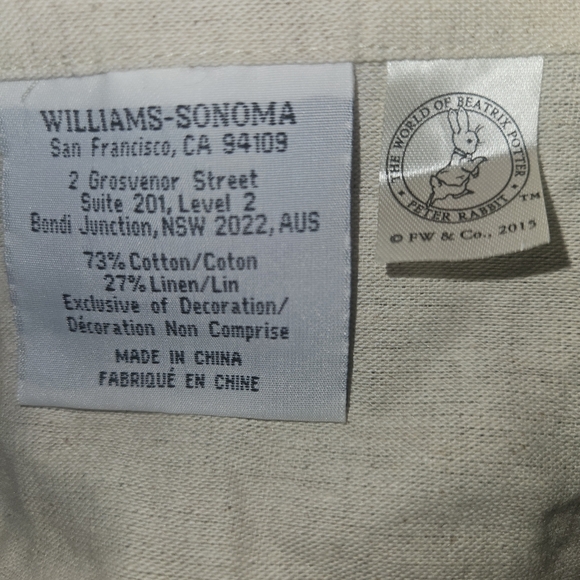 WILLIAMS-SONOMA
San Francisco, CA 94109
2 Grosvenor Street
Suite 201, Level 2
Bondi Junction, NSW 2022, AUS
73% Cotton/Coton
27% Linen/Lin
Exclusive of Decoration/
Décoration Non Comprise
MADE IN CHINA
FABRIQUÉ EN CHINE
THE WORLD OF BEATRIX POTTER
• PETER RABBIT • ™
© FW & Co., 2015